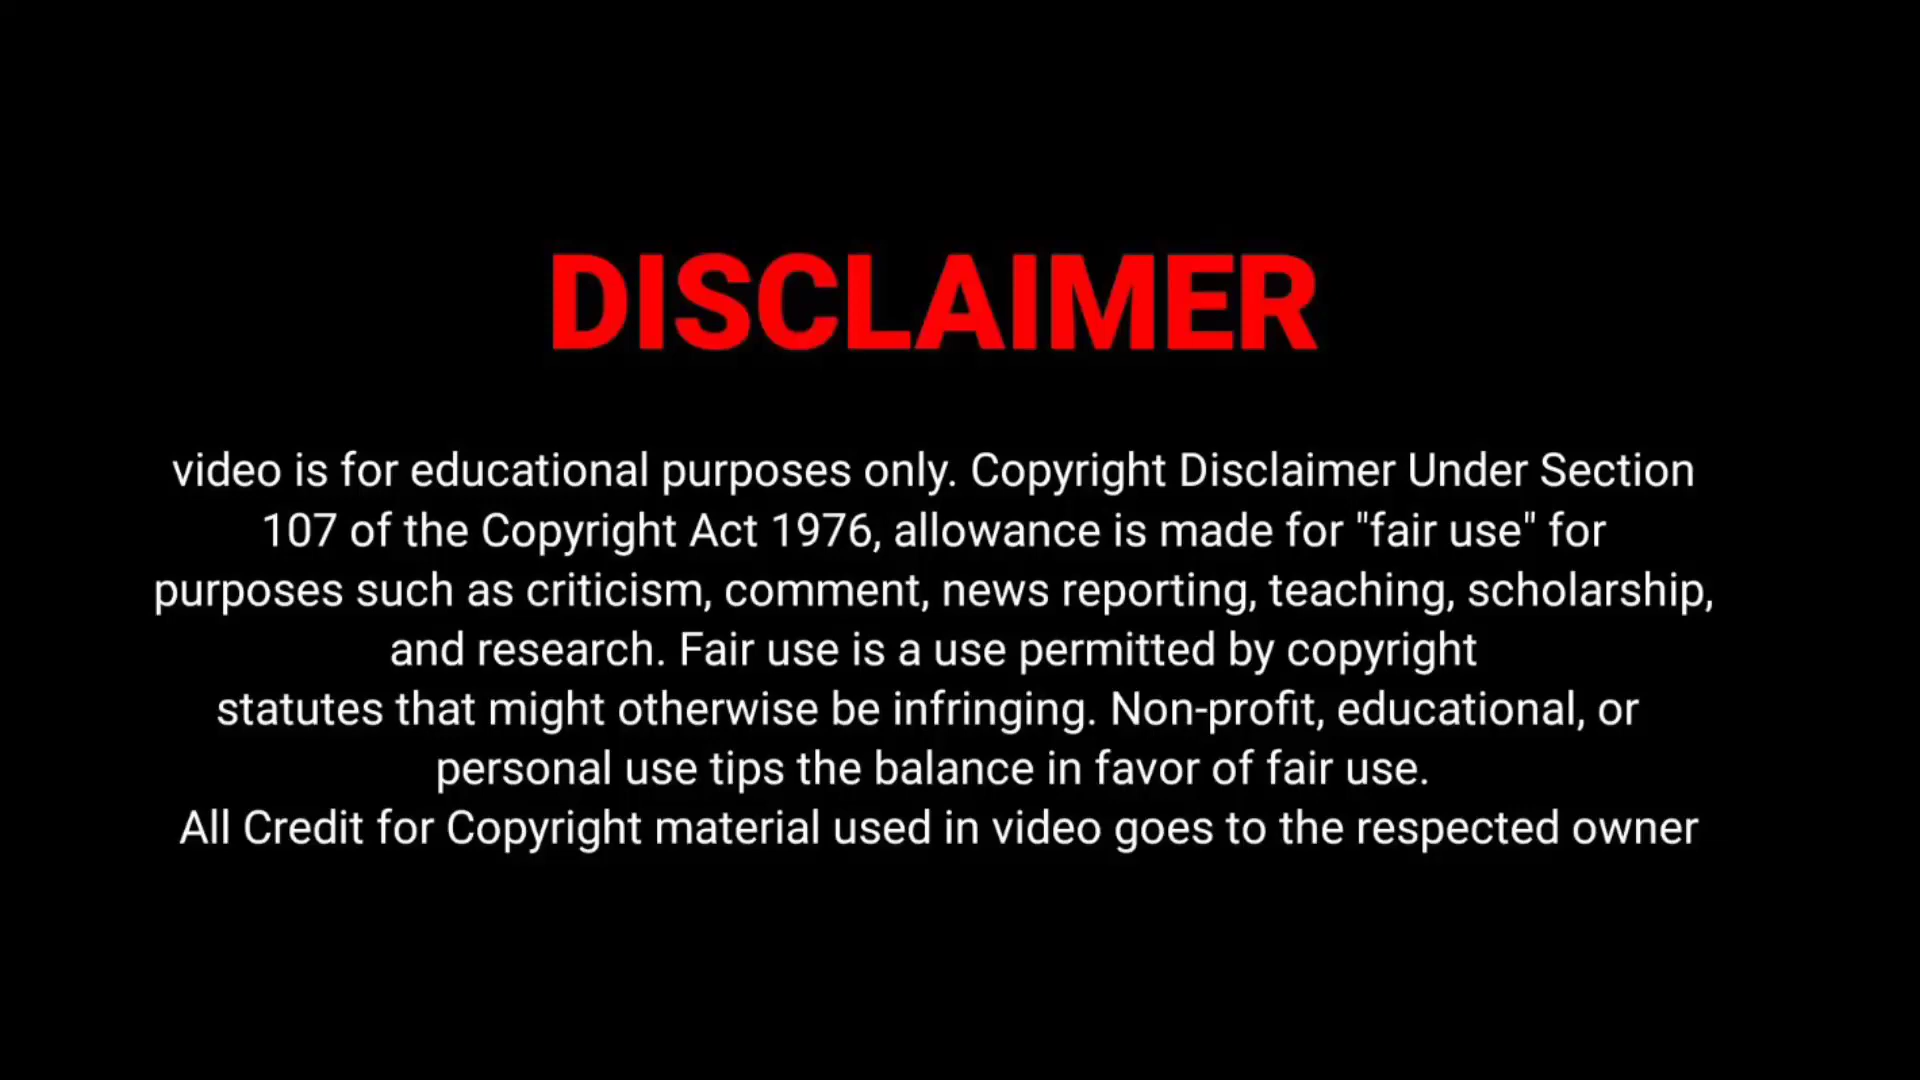 DISCLAIMER
video is for educational purposes only. Copyright Disclaimer Under Section
107 of the Copyright Act 1976, allowance is made for "fair use" for
purposes such as criticism, comment, news reporting, teaching, scholarship,
and research. Fair use is a use permitted by copyright
statutes that might otherwise be infringing. Non-profit, educational, or
personal use tips the balance in favor of fair use.
All Credit for Copyright material used in video goes to the respected owner